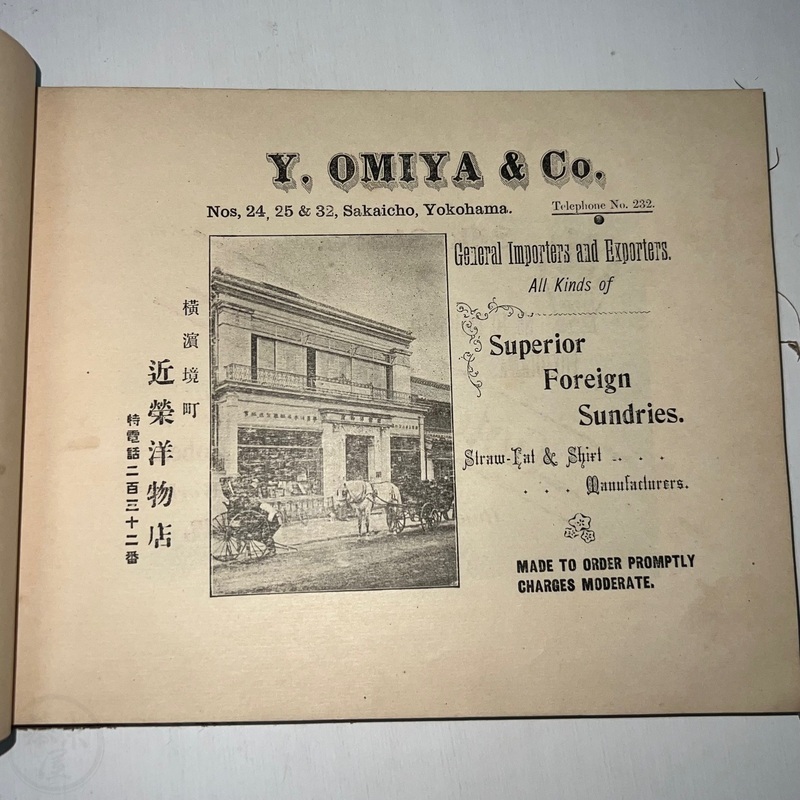 Y. OMIYA & Co.
Nos, 24, 25 & 32, Sakaicho, Yokohama.
Telephone No. 232.
General Importers and Exporters.
All Kinds of
Superior
Foreign
Sundries.
Straw-Hat & Shirt . . . .
. . . Manufacturers.
MADE TO ORDER PROMPTLY
CHARGES MODERATE.
橫濱境町
近榮洋物店
特電話二百三十二番